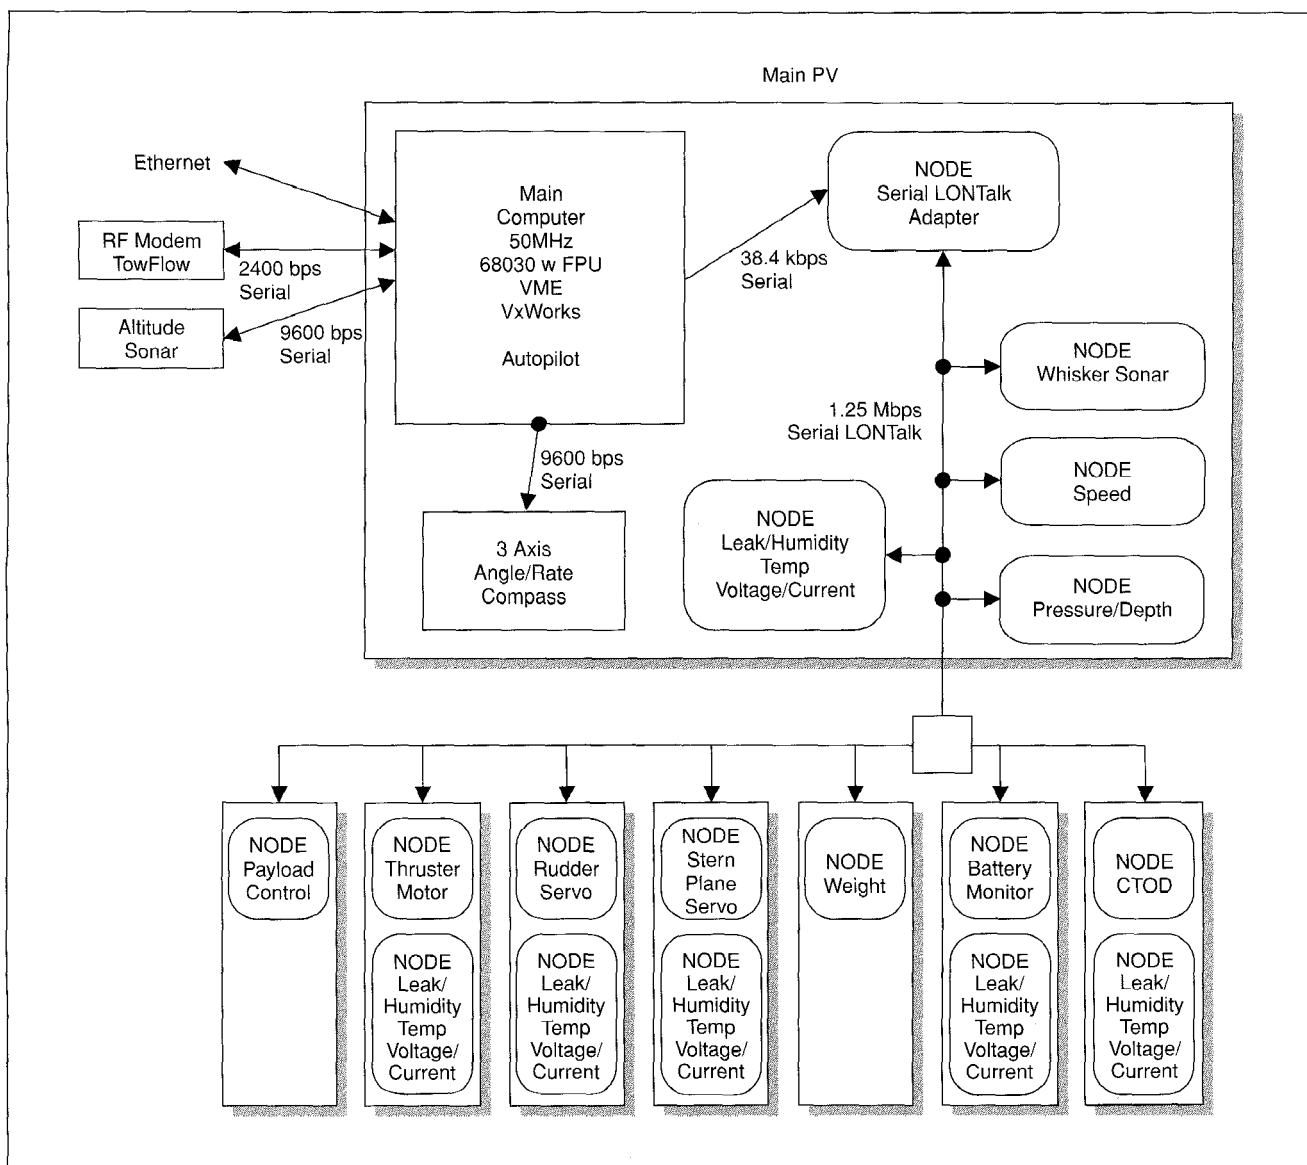 Main PV
Ethernet
RF Modem
TowFlow
2400 bps
Serial
Altitude
Sonar
9600 bps
Serial
Main
Computer
50MHz
68030 w FPU
VME
VxWorks
Autopilot
9600 bps
Serial
3 Axis
Angle/Rate
Compass
38.4 kbps
Serial
NODE
Serial LONTalk
Adapter
1.25 Mbps
Serial LONTalk
NODE
Whisker Sonar
NODE
Speed
NODE
Leak/Humidity
Temp
Voltage/Current
NODE
Pressure/Depth
NODE
Payload
Control
NODE
Thruster
Motor
NODE
Rudder
Servo
NODE
Stern
Plane
Servo
NODE
Weight
NODE
Battery
Monitor
NODE
CTOD
NODE
Leak/
Humidity
Temp
Voltage/
Current
NODE
Leak/
Humidity
Temp
Voltage/
Current
NODE
Leak/
Humidity
Temp
Voltage/
Current
NODE
Leak/
Humidity
Temp
Voltage/
Current
NODE
Leak/
Humidity
Temp
Voltage/
Current